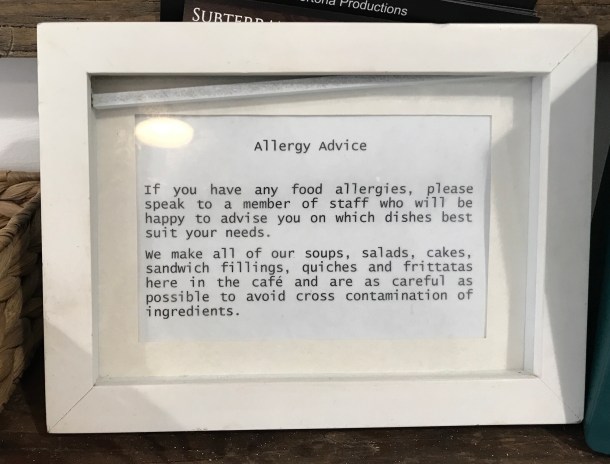 Productions
Allergy Advice
If you have any food allergies, please
speak to a member of staff who will be
happy to advise you on which dishes best
suit your needs.
We make all of our soups, salads, cakes,
sandwich fillings, quiches and frittatas
here in the café and are as careful as
possible to avoid cross contamination of
ingredients.